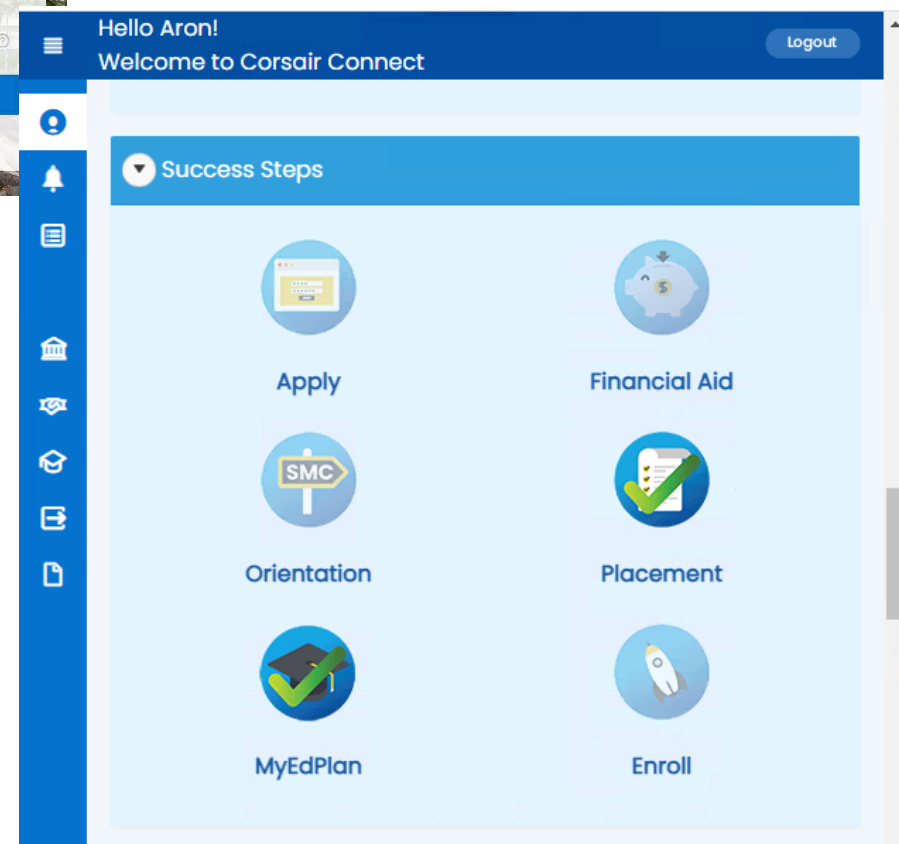 Hello Aron!
Welcome to Corsair Connect
Logout
Success Steps
Apply
Financial Aid
SMC
Orientation
Placement
MyEdPlan
Enroll